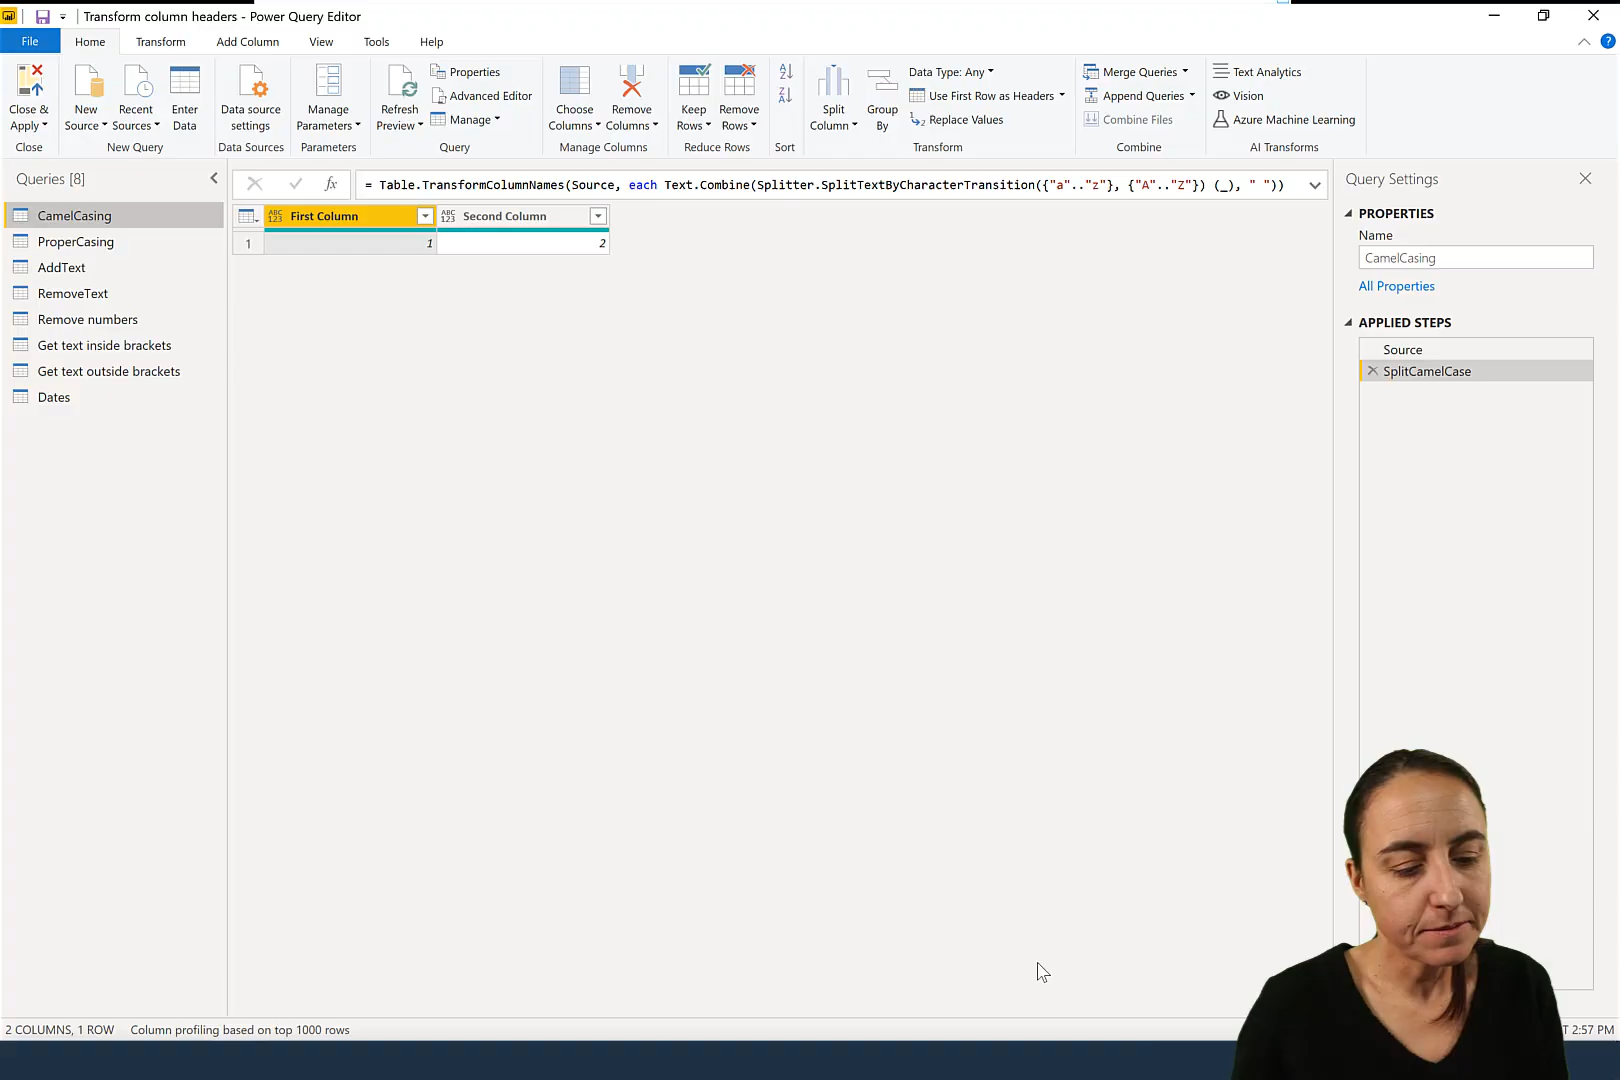 Transform column headers - Power Query Editor
File
Home
Transform
Add Column
View
Tools
Help
Close &
Apply
New
Source
Recent
Sources
Enter
Data
Data source
settings
Manage
Parameters
Refresh
Preview
Properties
Advanced Editor
Manage
Choose
Columns
Remove
Columns
Keep
Rows
Remove
Rows
Split
Column
Group
By
Data Type: Any
Use First Row as Headers
Replace Values
Merge Queries
Append Queries
Combine Files
Text Analytics
Vision
Azure Machine Learning
Close
New Query
Data Sources
Parameters
Query
Manage Columns
Reduce Rows
Sort
Transform
Combine
AI Transforms
Queries [8]
CamelCasing
ProperCasing
AddText
RemoveText
Remove numbers
Get text inside brackets
Get text outside brackets
Dates
fx
= Table.TransformColumnNames(Source, each Text.Combine(Splitter.SplitTextByCharacterTransition({"a".."z"}, {"A".."Z"}) (_), " "))
ABC
123
First Column
ABC
123
Second Column
1
1
2
Query Settings
PROPERTIES
Name
CamelCasing
All Properties
APPLIED STEPS
Source
SplitCamelCase
2 COLUMNS, 1 ROW
Column profiling based on top 1000 rows
T 2:57 PM